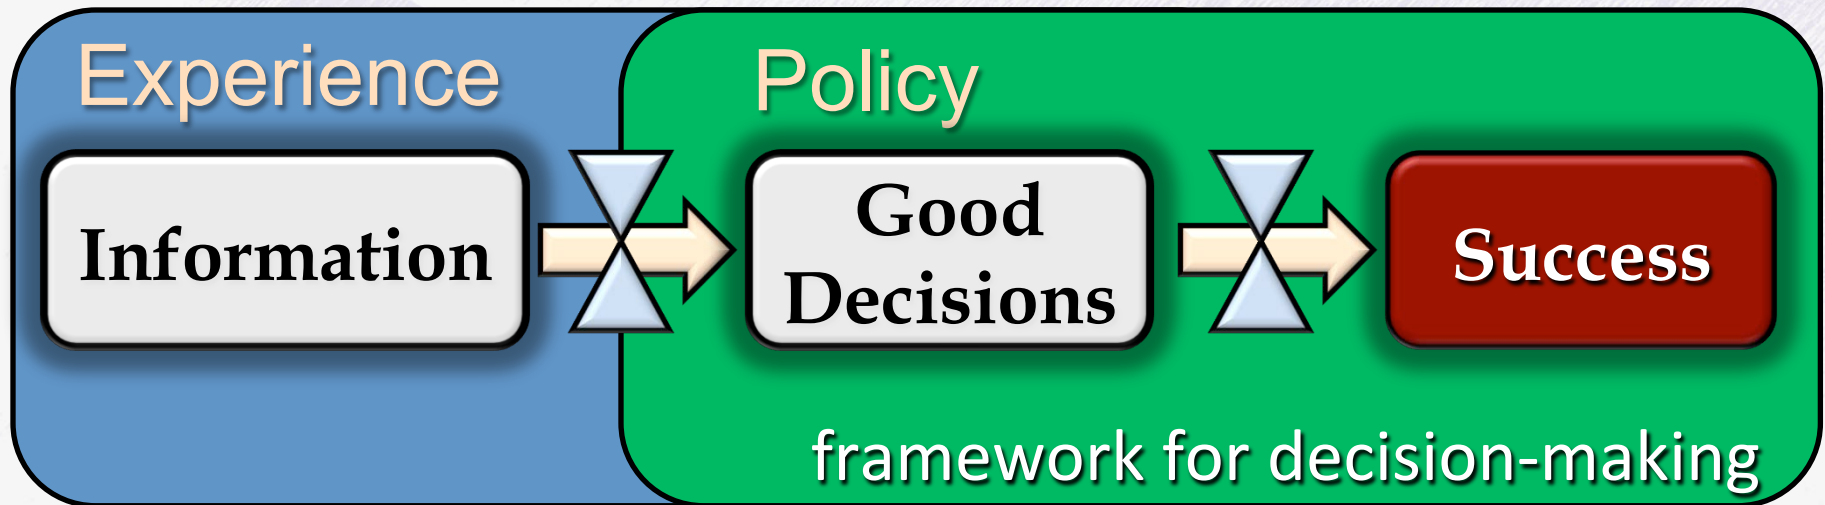 Experience
Policy
Information
Good
Decisions
Success
framework for decision-making